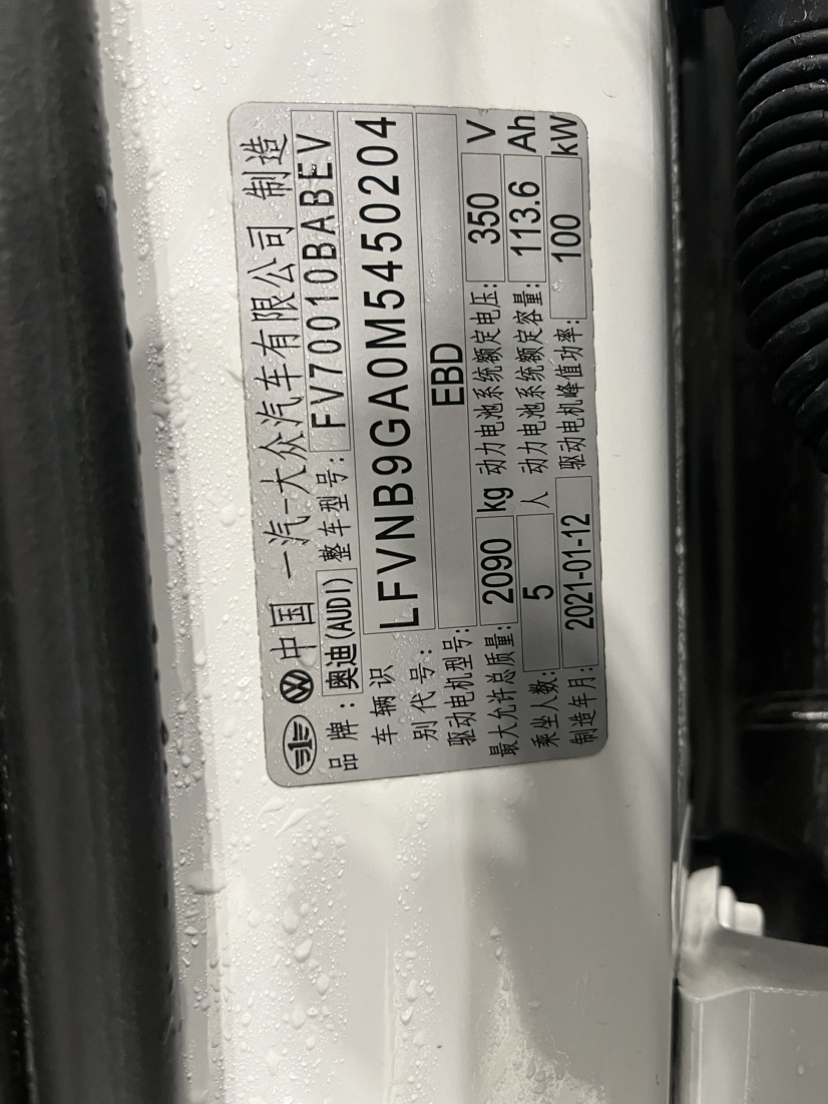 中国 一汽-大众汽车有限公司 制造
品牌: 奥迪(AUDI) 整车型号: FV70010BABEV
车辆识别代号: LFVNB9GA0M5450204
驱动电机型号: EBD
最大允许总质量: 2090 kg 动力电池系统额定电压: 350 V
乘坐人数: 5 人 动力电池系统额定容量: 113.6 Ah
制造年月: 2021-01-12 驱动电机峰值功率: 100 kW